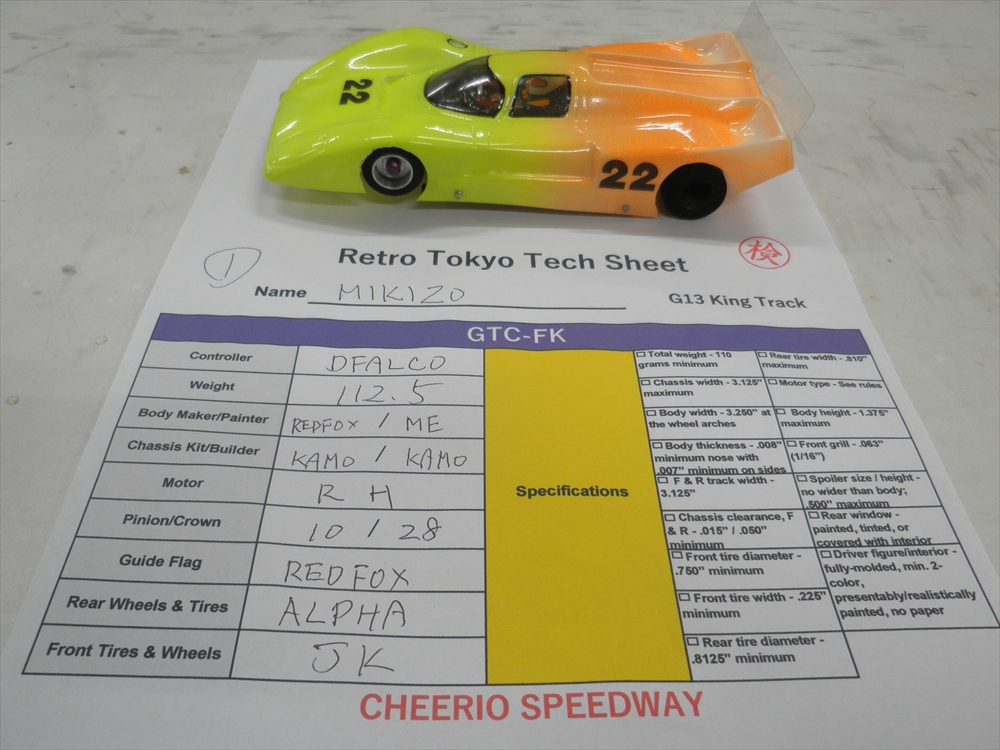 22
22
Retro Tokyo Tech Sheet
検
①
Name MIKIZO
G13 King Track
GTC-FK
Controller DFALCO
Weight 112.5
Body Maker/Painter REDFOX / ME
Chassis Kit/Builder KAMO / KAMO
Motor RH
Pinion/Crown 10 / 28
Guide Flag REDFOX
Rear Wheels & Tires ALPHA
Front Tires & Wheels JK
Specifications
☐ Total weight - 110
grams minimum
☐ Chassis width - 3.125"
maximum
☐ Body width - 3.250" at
the wheel arches
☐ Body thickness - .008"
minimum nose with
.007" minimum on sides
☐ F & R track width -
3.125"
☐ Chassis clearance, F
& R - .015" / .050"
minimum
☐ Front tire diameter -
.750" minimum
☐ Front tire width - .225"
minimum
☐ Rear tire diameter -
.8125" minimum
☐ Rear tire width - .810"
maximum
☐ Motor type - See rules
☐ Body height - 1.375"
maximum
☐ Front grill - .063"
(1/16")
☐ Spoiler size / height -
no wider than body;
.500" maximum
☐ Rear window -
painted, tinted, or
covered with interior
☐ Driver figure/interior -
fully-molded, min. 2-
color,
presentably/realistically
painted, no paper
CHEERIO SPEEDWAY